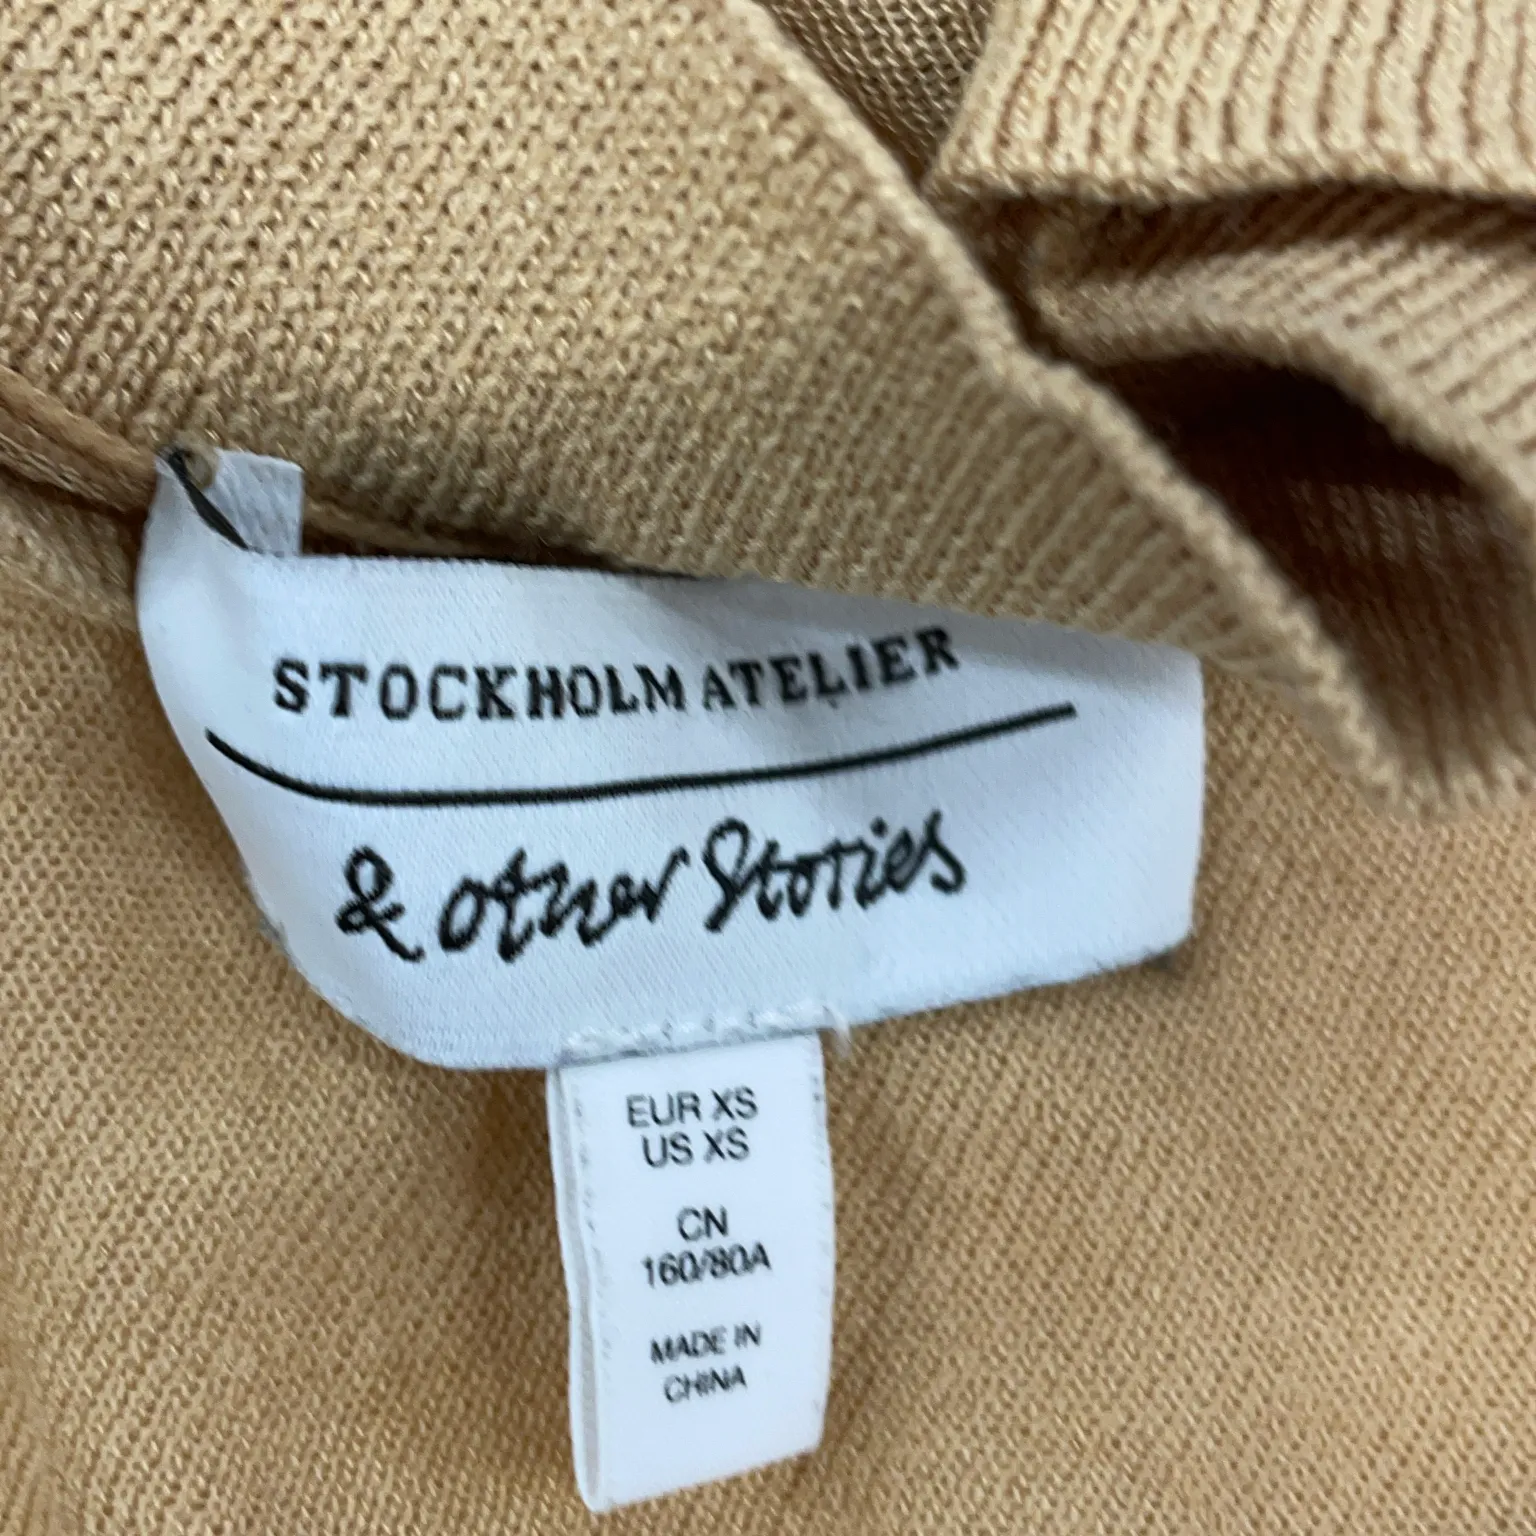 STOCKHOLM ATELIER
& other Stories
EUR XS
US XS
CN
160/80A
MADE IN
CHINA